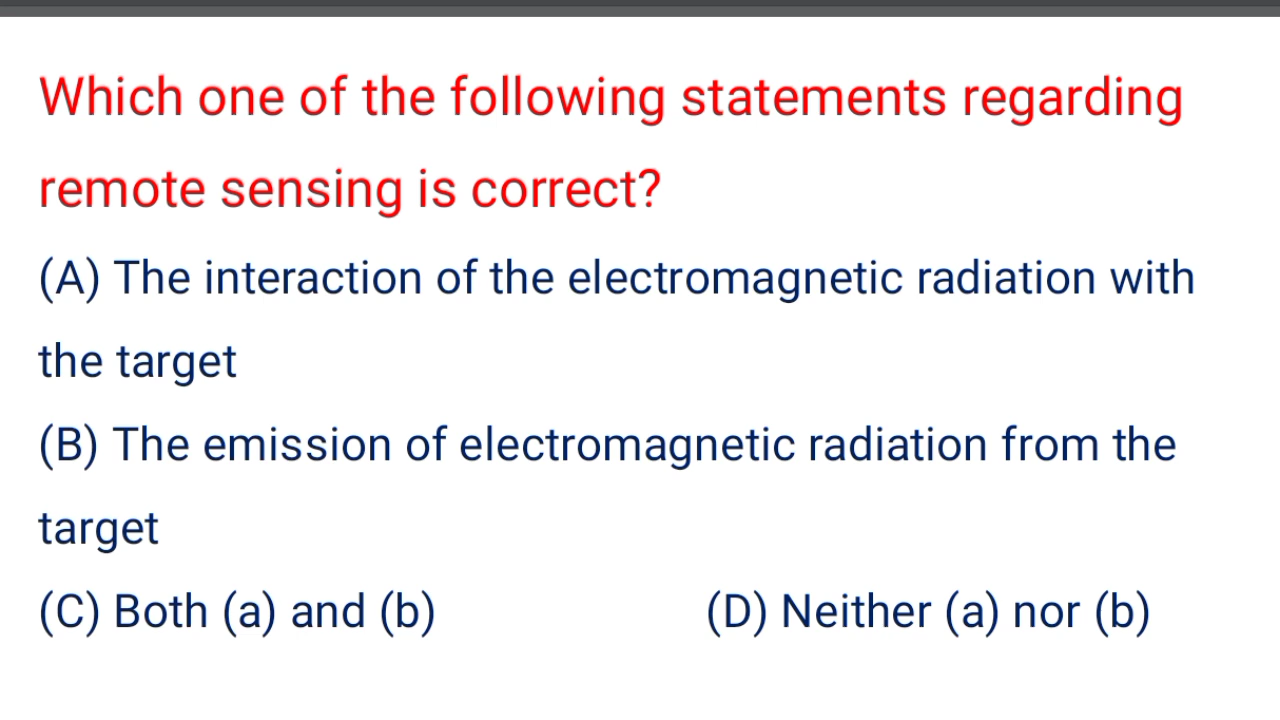 Which one of the following statements regarding
remote sensing is correct?
(A) The interaction of the electromagnetic radiation with
the target
(B) The emission of electromagnetic radiation from the
target
(C) Both (a) and (b) (D) Neither (a) nor (b)